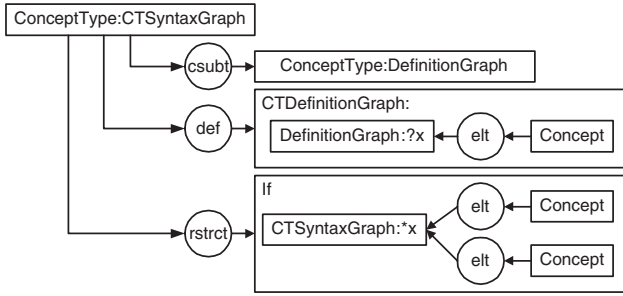 ConceptType:CTSyntaxGraph
csubt
ConceptType:DefinitionGraph
CTDefinitionGraph:
def
DefinitionGraph:?x
elt
Concept
If
elt
Concept
rstrct
CTSyntaxGraph:*x
elt
Concept